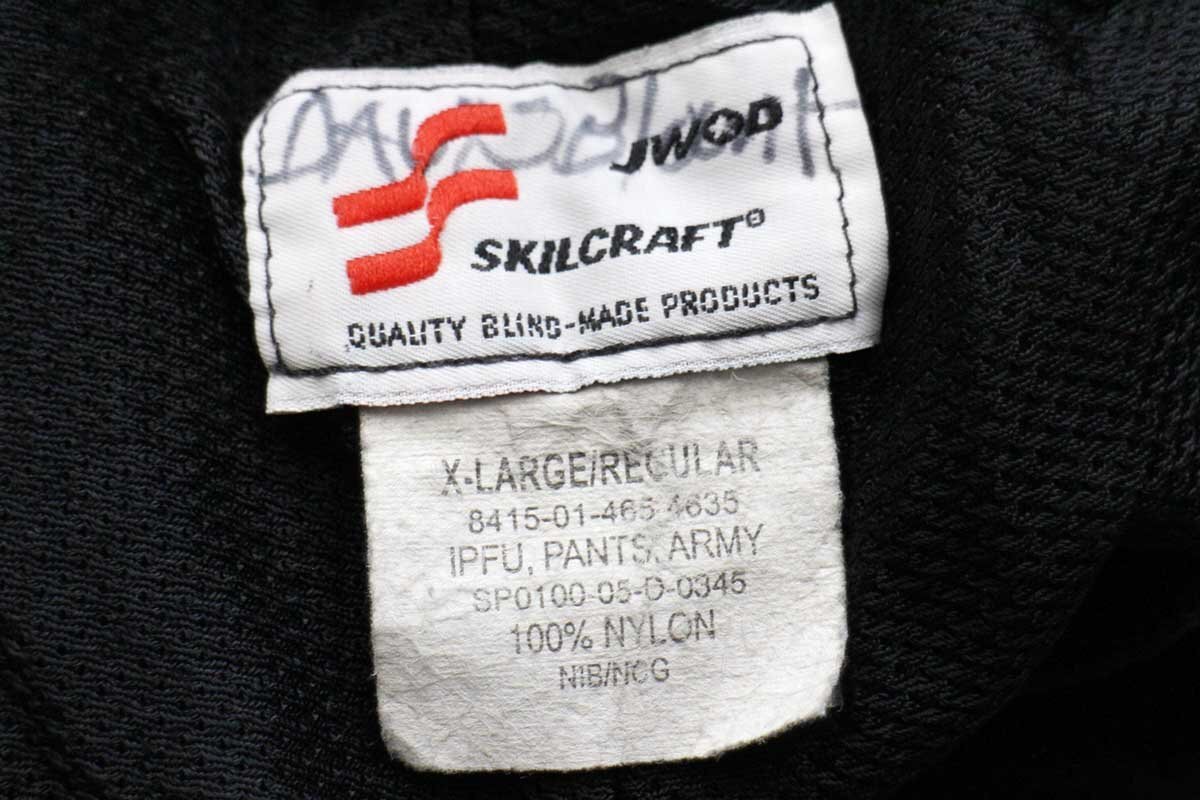 JWOD
SKILCRAFT®
QUALITY BLIND-MADE PRODUCTS
X-LARGE/REGULAR
8415-01-465-4635
IPFU, PANTS, ARMY
SP0100-05-D-0345
100% NYLON
NIB/NCG